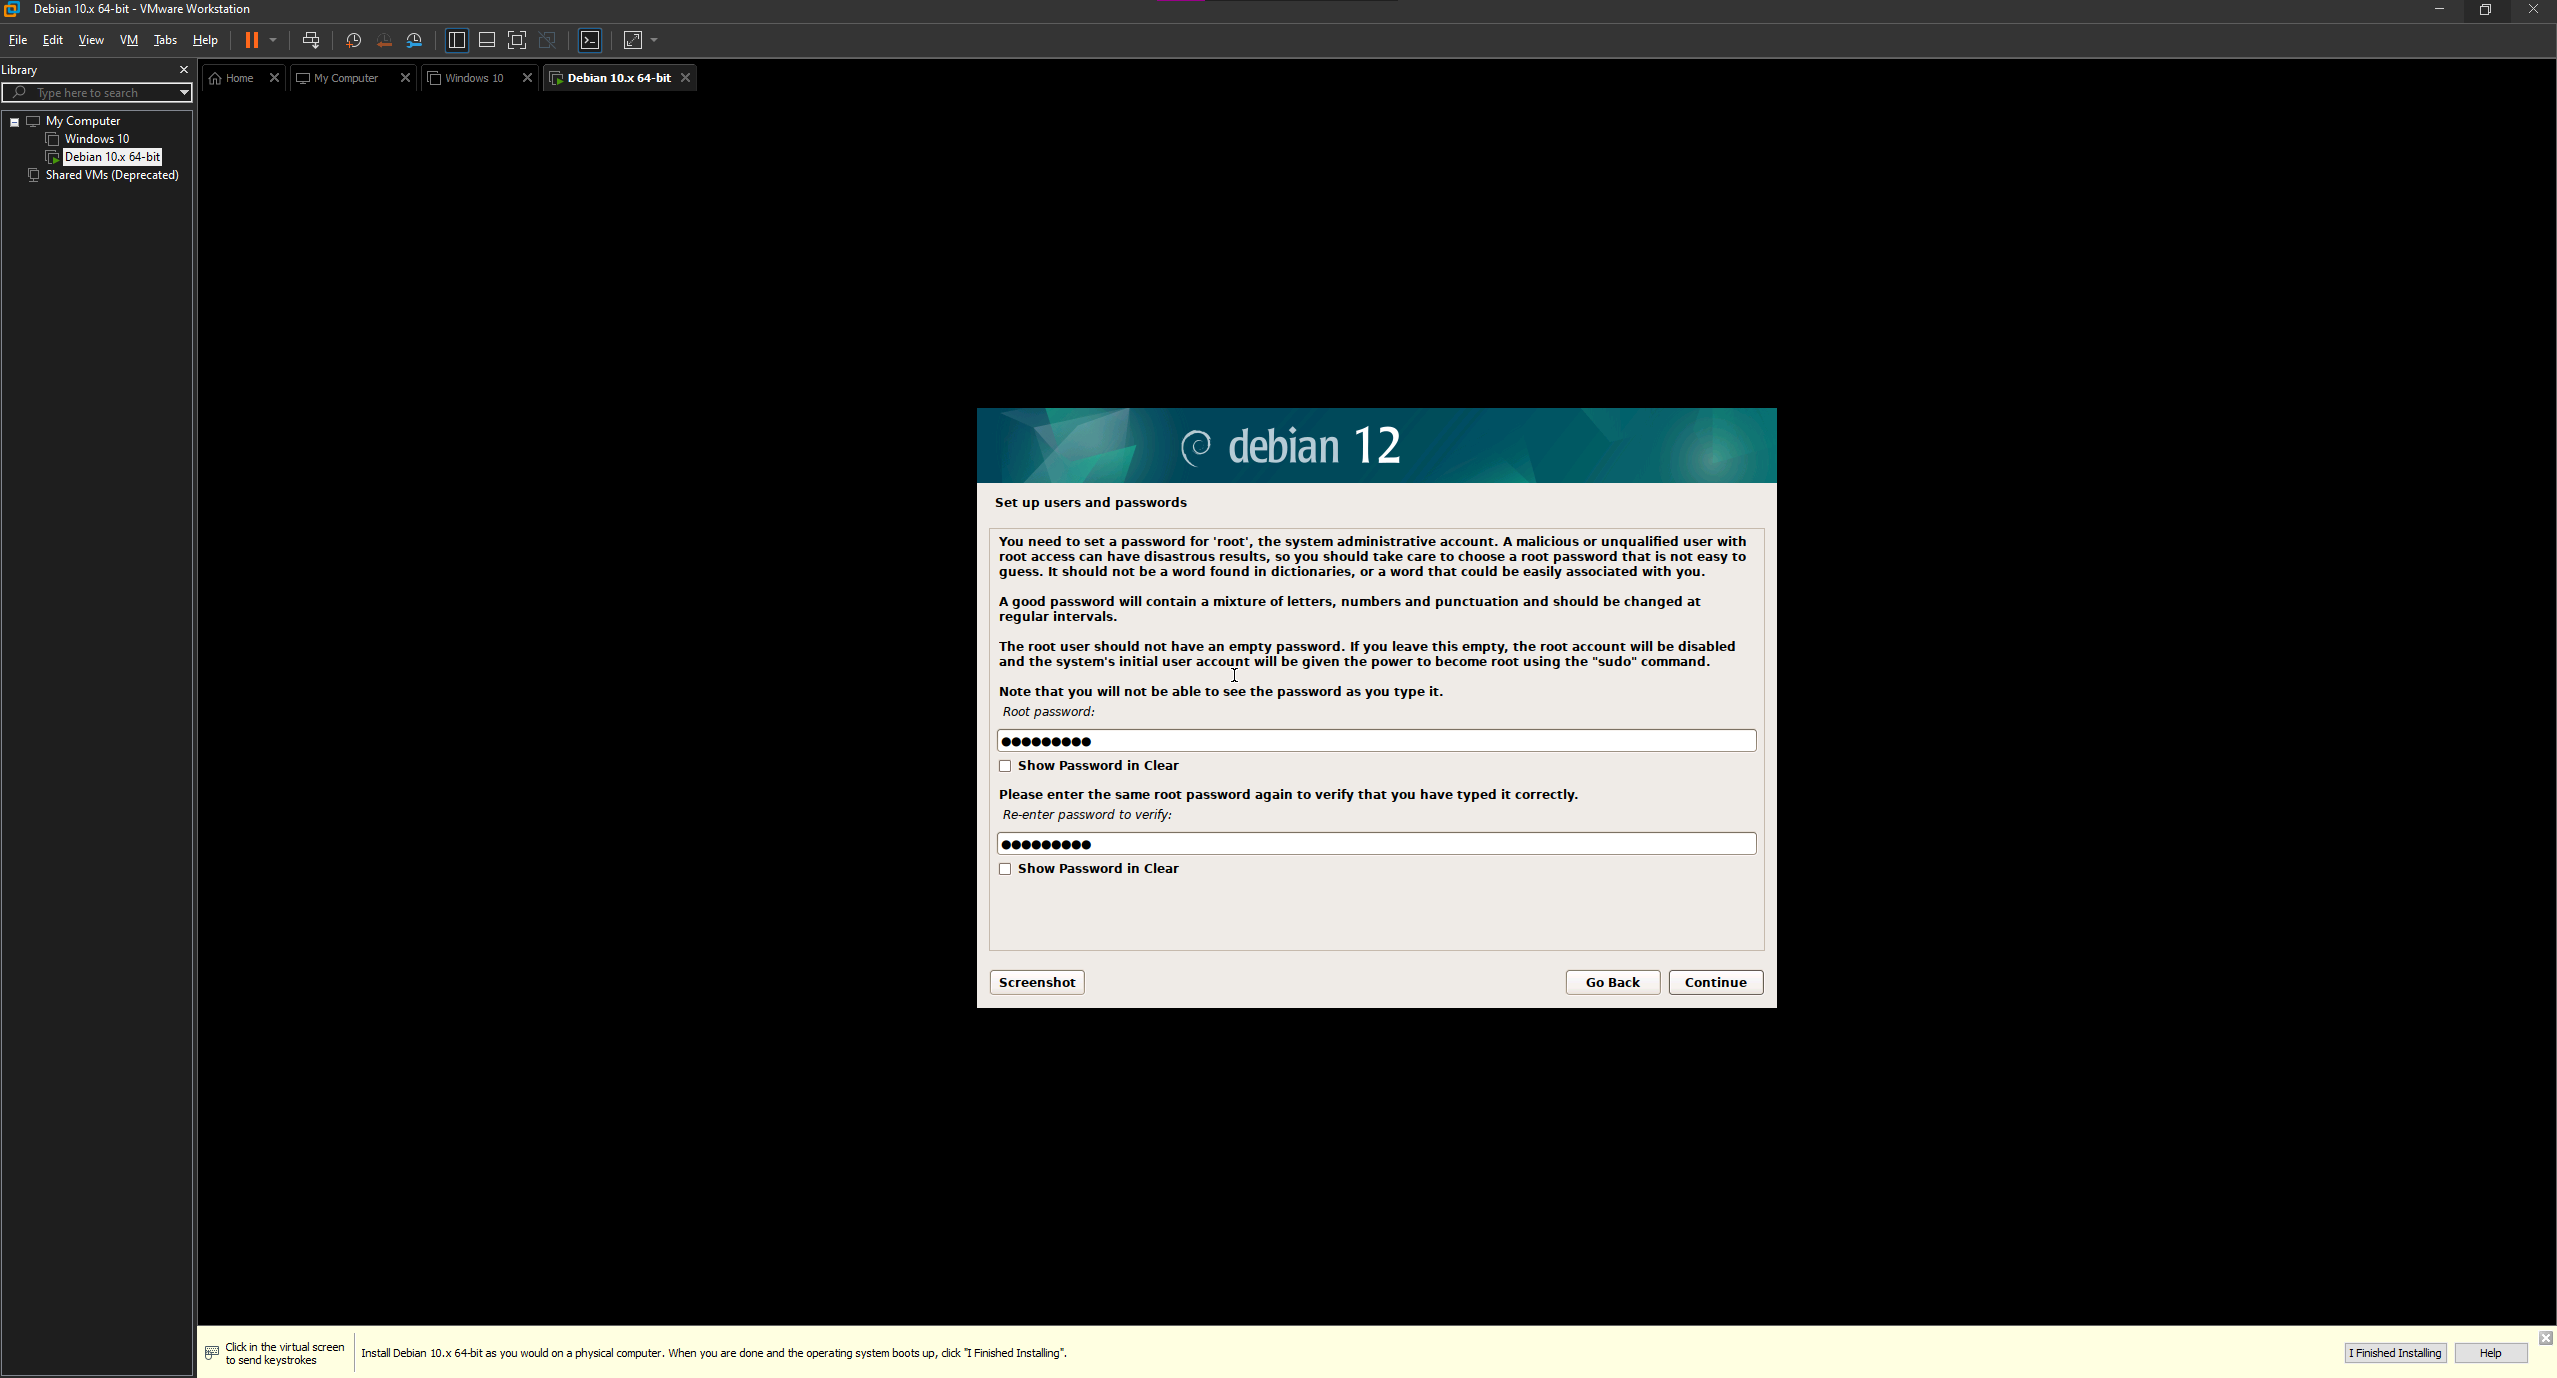 Debian 10.x 64-bit - VMware Workstation
File Edit View VM Tabs Help
Library
Type here to search
My Computer
Windows 10
Debian 10.x 64-bit
Shared VMs (Deprecated)
Home My Computer Windows 10 Debian 10.x 64-bit
debian 12
Set up users and passwords
You need to set a password for 'root', the system administrative account. A malicious or unqualified user with
root access can have disastrous results, so you should take care to choose a root password that is not easy to
guess. It should not be a word found in dictionaries, or a word that could be easily associated with you.
A good password will contain a mixture of letters, numbers and punctuation and should be changed at
regular intervals.
The root user should not have an empty password. If you leave this empty, the root account will be disabled
and the system's initial user account will be given the power to become root using the "sudo" command.
Note that you will not be able to see the password as you type it.
Root password:
●●●●●●●●●
Show Password in Clear
Please enter the same root password again to verify that you have typed it correctly.
Re-enter password to verify:
●●●●●●●●●
Show Password in Clear
Screenshot Go Back Continue
Click in the virtual screen
to send keystrokes
Install Debian 10.x 64-bit as you would on a physical computer. When you are done and the operating system boots up, click "I Finished Installing".
I Finished Installing Help